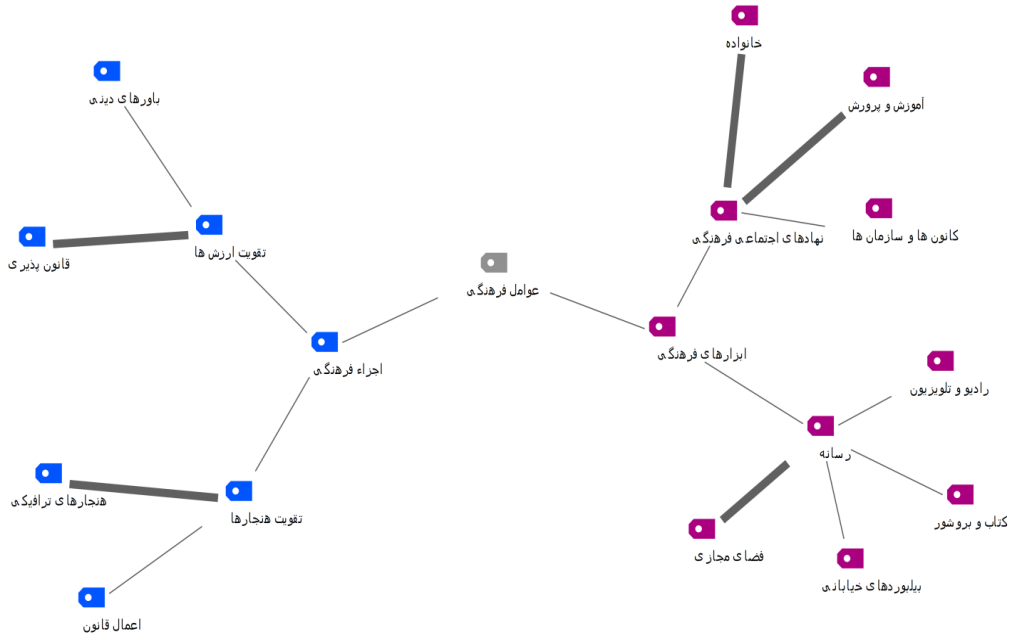 خانواده
آموزش و پرورش
باورهای دینی
کانون ها و سازمان ها
نهادهای اجتماعی فرهنگی
تقویت ارزش ها
قانون پذیری
عوامل فرهنگی
ابزارهای فرهنگی
اجزاء فرهنگی
رادیو و تلویزیون
رسانه
هنجارهای ترافیکی
تقویت هنجارها
کتاب و بروشور
فضای مجازی
بیلبوردهای خیابانی
اعمال قانون